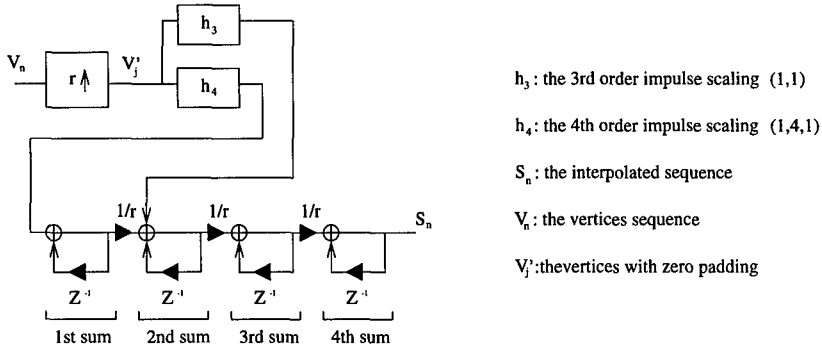 h₃
Vₙ
r
Vⱼ'
h₄
1/r
1/r
1/r
Sₙ
Z⁻¹
Z⁻¹
Z⁻¹
Z⁻¹
1st sum
2nd sum
3rd sum
4th sum
h₃ : the 3rd order impulse scaling (1,1)
h₄ : the 4th order impulse scaling (1,4,1)
Sₙ : the interpolated sequence
Vₙ : the vertices sequence
Vⱼ' :thevertices with zero padding